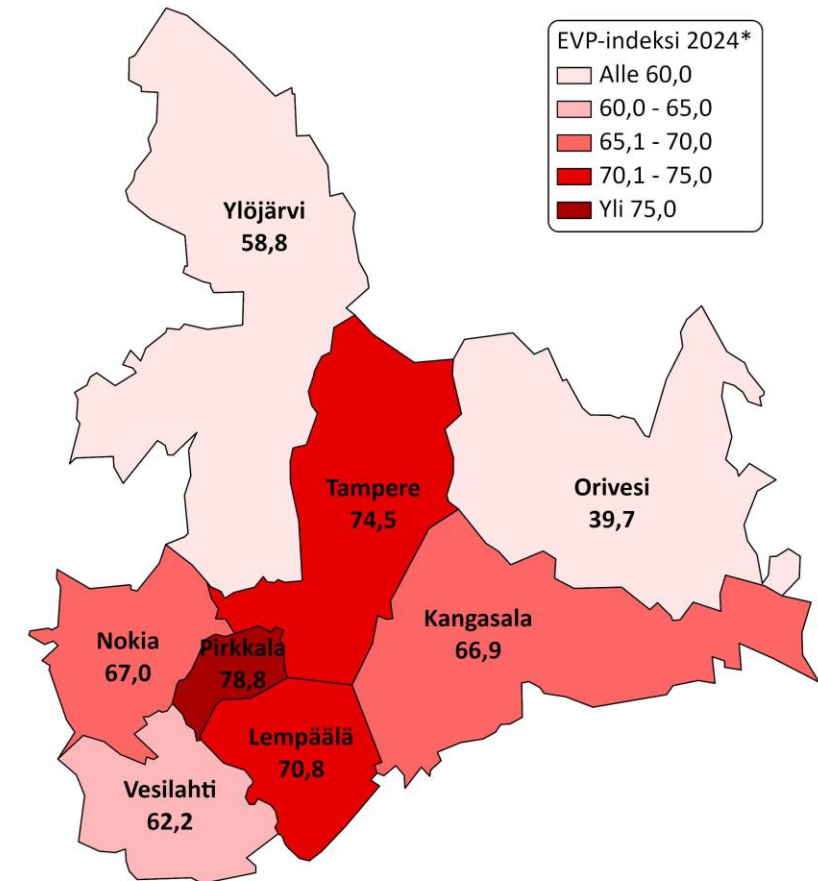 EVP-indeksi 2024*
Alle 60,0
60,0 - 65,0
65,1 - 70,0
70,1 - 75,0
Yli 75,0
Ylöjärvi
58,8
Tampere
74,5
Orivesi
39,7
Kangasala
66,9
Nokia
67,0
Pirkkala
78,8
Lempäälä
70,8
Vesilahti
62,2